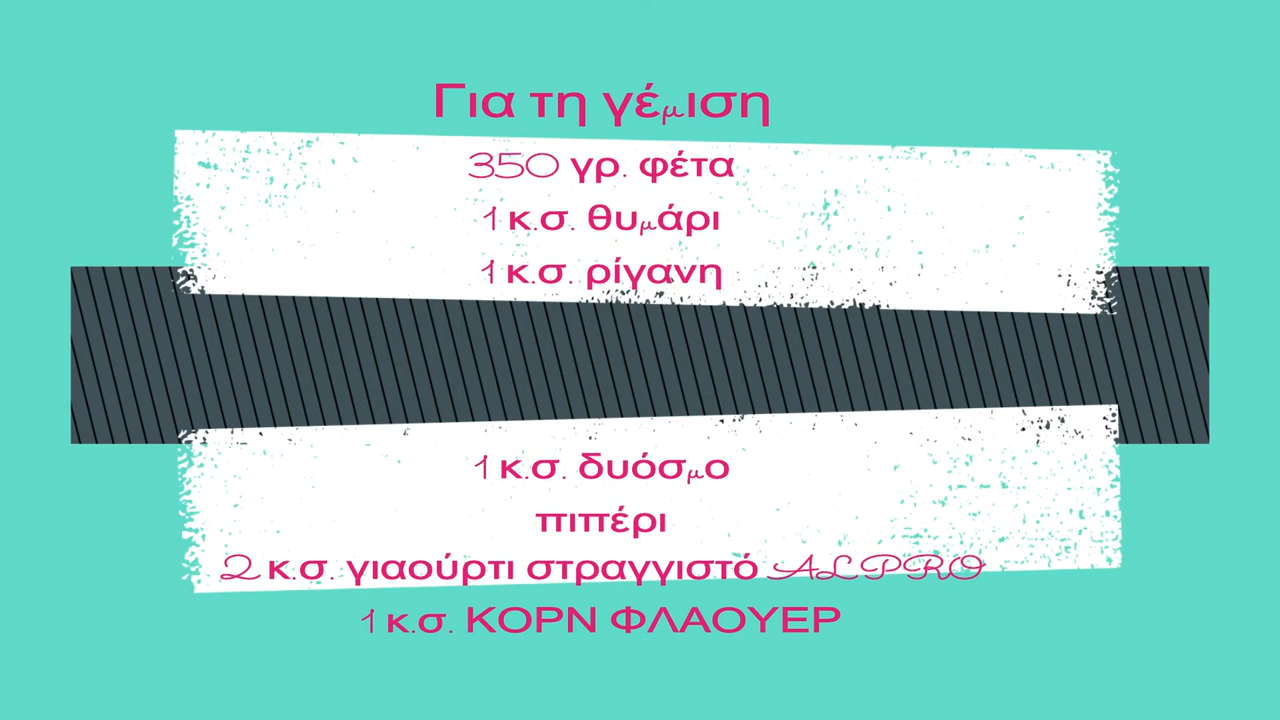 Για τη γέμιση
350 γρ. φέτα
1 κ.σ. θυμάρι
1 κ.σ. ρίγανη
1 κ.σ. δυόσμο
πιπέρι
2 κ.σ. γιαούρτι στραγγιστό ALPRO
1 κ.σ. ΚΟΡΝ ΦΛΑΟΥΕΡ